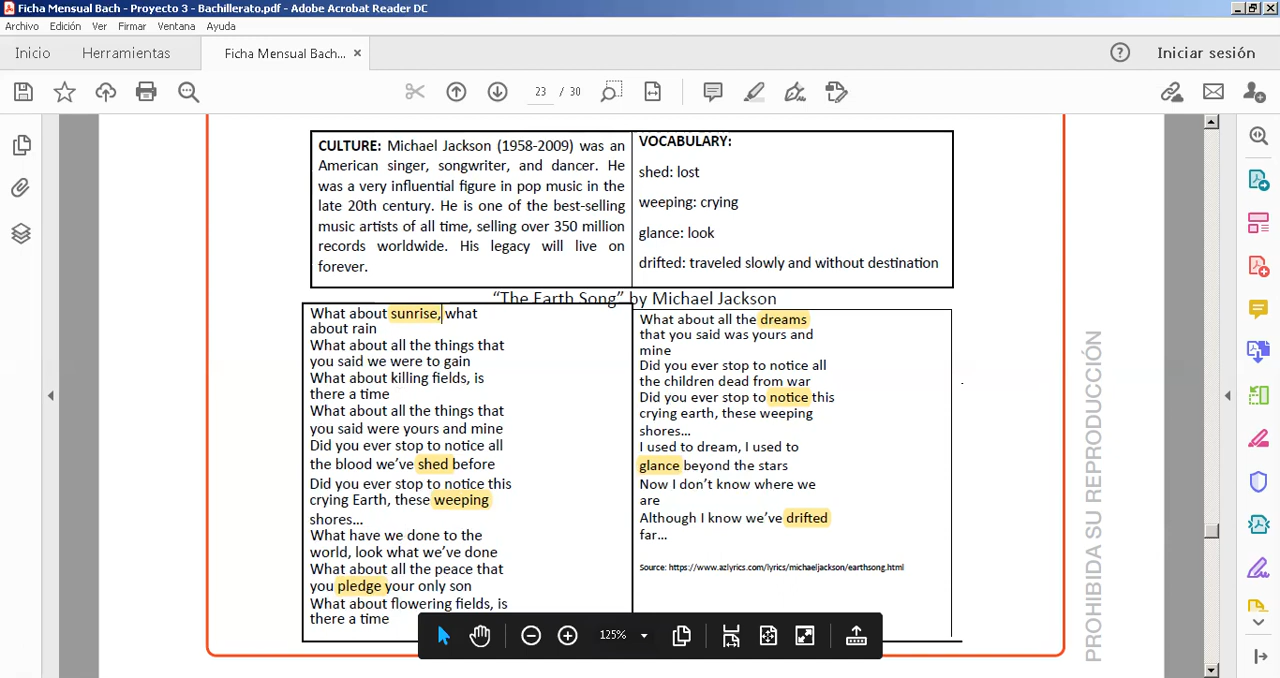 Ficha Mensual Bach - Proyecto 3 - Bachillerato.pdf - Adobe Acrobat Reader DC
Archivo Edición Ver Firmar Ventana Ayuda
Inicio Herramientas Ficha Mensual Bach... × Iniciar sesión
23 / 30
CULTURE: Michael Jackson (1958-2009) was an
American singer, songwriter, and dancer. He
was a very influential figure in pop music in the
late 20th century. He is one of the best-selling
music artists of all time, selling over 350 million
records worldwide. His legacy will live on
forever.
VOCABULARY:
shed: lost
weeping: crying
glance: look
drifted: traveled slowly and without destination
“The Earth Song” by Michael Jackson
What about sunrise, what
about rain
What about all the things that
you said we were to gain
What about killing fields, is
there a time
What about all the things that
you said were yours and mine
Did you ever stop to notice all
the blood we’ve shed before
Did you ever stop to notice this
crying Earth, these weeping
shores…
What have we done to the
world, look what we’ve done
What about all the peace that
you pledge your only son
What about flowering fields, is
there a time
What about all the dreams
that you said was yours and
mine
Did you ever stop to notice all
the children dead from war
Did you ever stop to notice this
crying earth, these weeping
shores…
I used to dream, I used to
glance beyond the stars
Now I don’t know where we
are
Although I know we’ve drifted
far…
Source: https://www.azlyrics.com/lyrics/michaeljackson/earthsong.html
PROHIBIDA SU REPRODUCCIÓN
125%